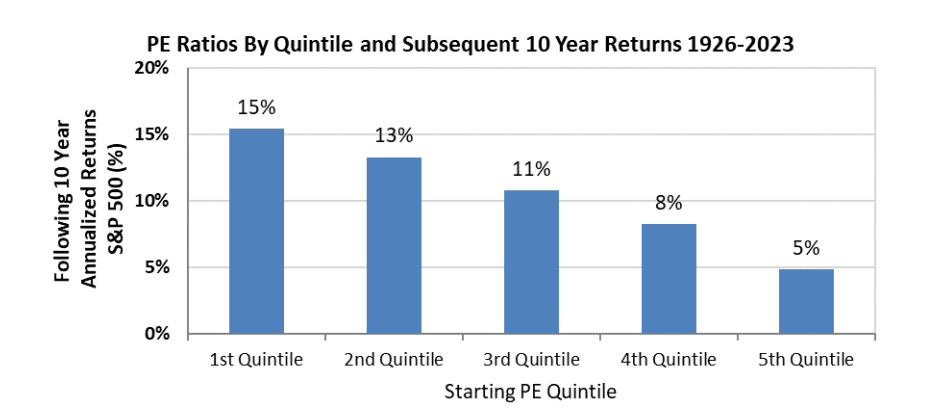 PE Ratios By Quintile and Subsequent 10 Year Returns 1926-2023
Following 10 Year
Annualized Returns
S&P 500 (%)
20%
15%
10%
5%
0%
15%
13%
11%
8%
5%
1st Quintile
2nd Quintile
3rd Quintile
4th Quintile
5th Quintile
Starting PE Quintile